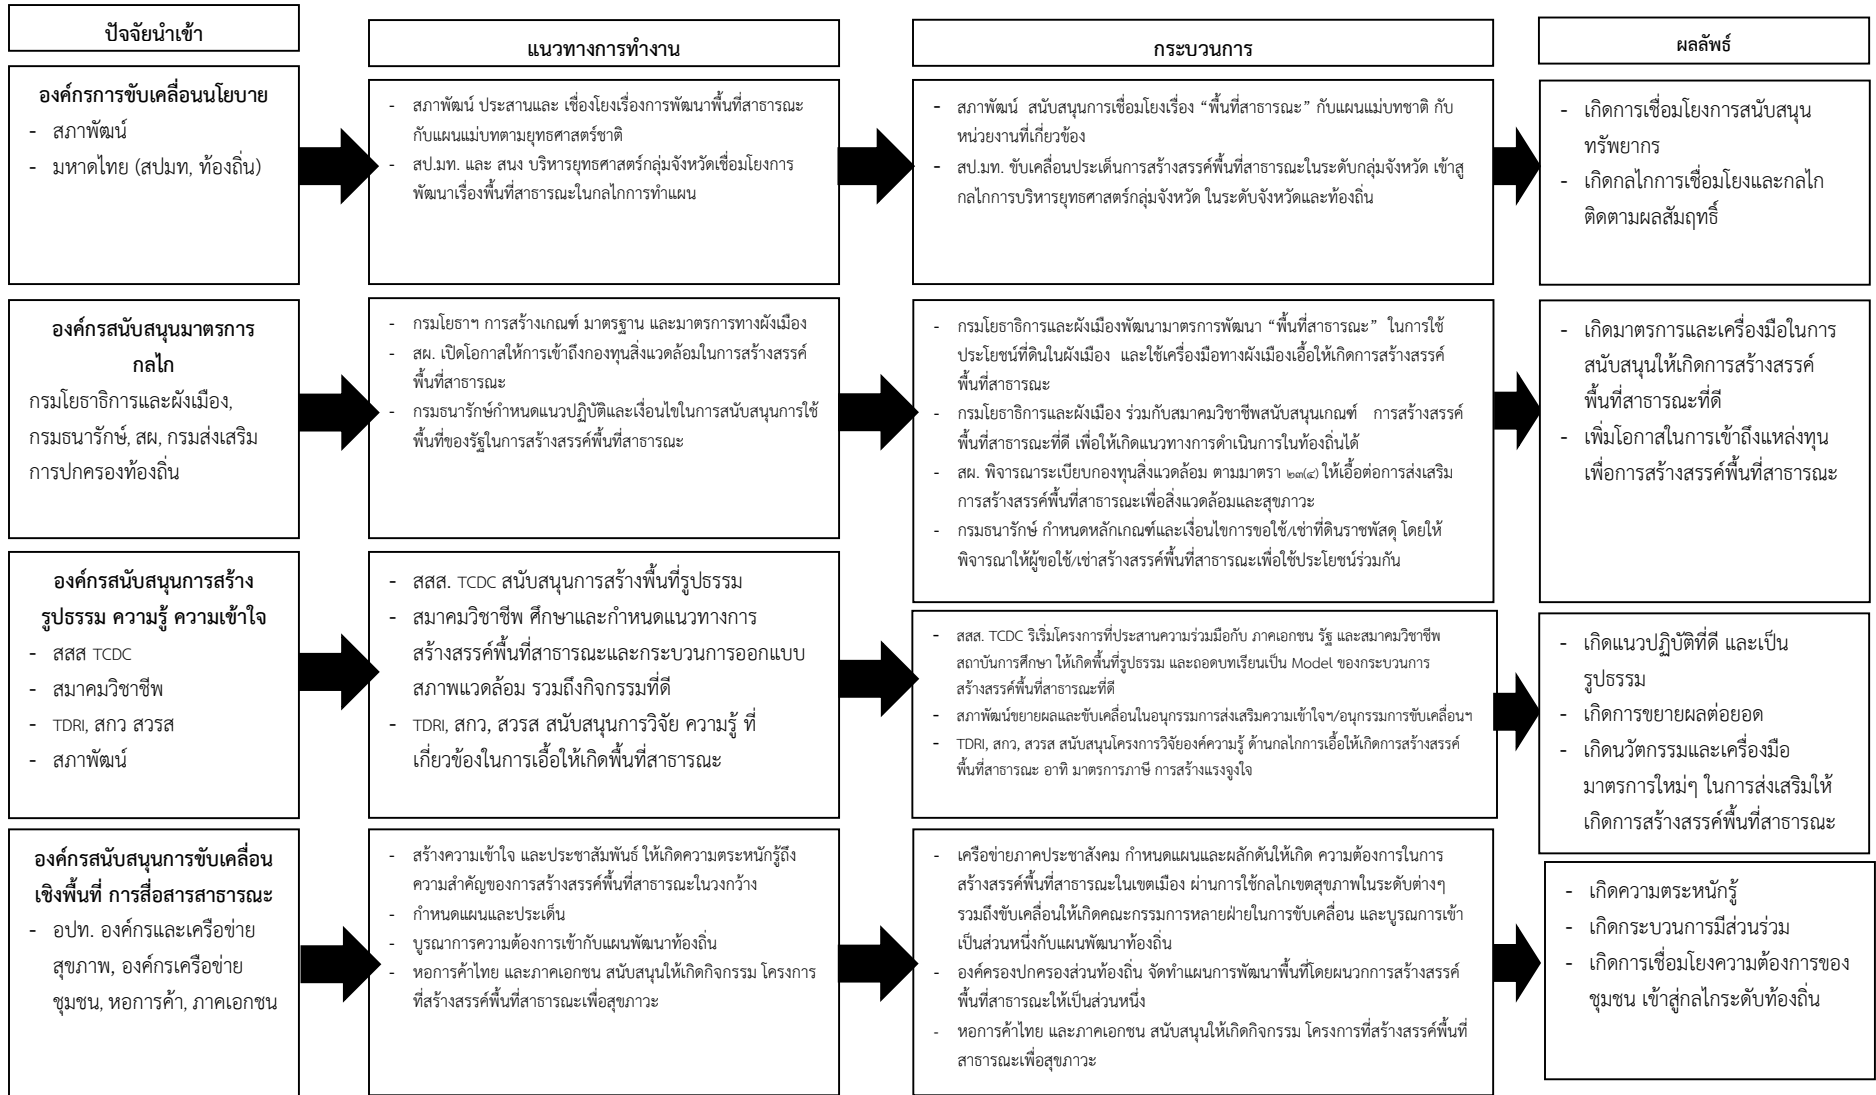 ปัจจัยนำเข้า
แนวทางการทำงาน
กระบวนการ
ผลลัพธ์
องค์กรการขับเคลื่อนนโยบาย
- สภาพัฒน์
- มหาดไทย (สปมท, ท้องถิ่น)
- สภาพัฒน์ ประสานและ เชื่องโยงเรื่องการพัฒนาพื้นที่สาธารณะ
กับแผนแม่บทตามยุทธศาสตร์ชาติ
- สป.มท. และ สนง บริหารยุทธศาสตร์กลุ่มจังหวัดเชื่อมโยงการ
พัฒนาเรื่องพื้นที่สาธารณะในกลไกการทำแผน
- สภาพัฒน์ สนับสนุนการเชื่อมโยงเรื่อง “พื้นที่สาธารณะ” กับแผนแม่บทชาติ กับ
หน่วยงานที่เกี่ยวข้อง
- สป.มท. ขับเคลื่อนประเด็นการสร้างสรรค์พื้นที่สาธารณะในระดับกลุ่มจังหวัด เข้าสู่
กลไกการบริหารยุทธศาสตร์กลุ่มจังหวัด ในระดับจังหวัดและท้องถิ่น
- เกิดการเชื่อมโยงการสนับสนุน
ทรัพยากร
- เกิดกลไกการเชื่อมโยงและกลไก
ติดตามผลสัมฤทธิ์
องค์กรสนับสนุนมาตรการ
กลไก
กรมโยธาธิการและผังเมือง,
กรมธนารักษ์, สผ, กรมส่งเสริม
การปกครองท้องถิ่น
- กรมโยธาฯ การสร้างเกณฑ์ มาตรฐาน และมาตรการทางผังเมือง
- สผ. เปิดโอกาสให้การเข้าถึงกองทุนสิ่งแวดล้อมในการสร้างสรรค์
พื้นที่สาธารณะ
- กรมธนารักษ์กำหนดแนวปฏิบัติและเงื่อนไขในการสนับสนุนการใช้
พื้นที่ของรัฐในการสร้างสรรค์พื้นที่สาธารณะ
- กรมโยธาธิการและผังเมืองพัฒนามาตรการพัฒนา “พื้นที่สาธารณะ” ในการใช้
ประโยชน์ที่ดินในผังเมือง และใช้เครื่องมือทางผังเมืองเอื้อให้เกิดการสร้างสรรค์
พื้นที่สาธารณะ
- กรมโยธาธิการและผังเมือง ร่วมกับสมาคมวิชาชีพสนับสนุนเกณฑ์ การสร้างสรรค์
พื้นที่สาธารณะที่ดี เพื่อให้เกิดแนวทางการดำเนินการในท้องถิ่นได้
- สผ. พิจารณาระเบียบกองทุนสิ่งแวดล้อม ตามมาตรา ๒๓(๔) ให้เอื้อต่อการส่งเสริม
การสร้างสรรค์พื้นที่สาธารณะเพื่อสิ่งแวดล้อมและสุขภาวะ
- กรมธนารักษ์ กำหนดหลักเกณฑ์และเงื่อนไขการขอใช้/เช่าที่ดินราชพัสดุ โดยให้
พิจารณาให้ผู้ขอใช้/เช่าสร้างสรรค์พื้นที่สาธารณะเพื่อใช้ประโยชน์ร่วมกัน
- เกิดมาตรการและเครื่องมือในการ
สนับสนุนให้เกิดการสร้างสรรค์
พื้นที่สาธารณะที่ดี
- เพิ่มโอกาสในการเข้าถึงแหล่งทุน
เพื่อการสร้างสรรค์พื้นที่สาธารณะ
องค์กรสนับสนุนการสร้าง
รูปธรรม ความรู้ ความเข้าใจ
- สสส TCDC
- สมาคมวิชาชีพ
- TDRI, สกว สวรส
- สภาพัฒน์
- สสส. TCDC สนับสนุนการสร้างพื้นที่รูปธรรม
- สมาคมวิชาชีพ ศึกษาและกำหนดแนวทางการ
สร้างสรรค์พื้นที่สาธารณะและกระบวนการออกแบบ
สภาพแวดล้อม รวมถึงกิจกรรมที่ดี
- TDRI, สกว, สวรส สนับสนุนการวิจัย ความรู้ ที่
เกี่ยวข้องในการเอื้อให้เกิดพื้นที่สาธารณะ
- สสส. TCDC ริเริ่มโครงการที่ประสานความร่วมมือกับ ภาคเอกชน รัฐ และสมาคมวิชาชีพ
สถาบันการศึกษา ให้เกิดพื้นที่รูปธรรม และถอดบทเรียนเป็น Model ของกระบวนการ
สร้างสรรค์พื้นที่สาธารณะที่ดี
- สภาพัฒน์ขยายผลและขับเคลื่อนในอนุกรรมการส่งเสริมความเข้าใจฯ/อนุกรรมการขับเคลื่อนฯ
- TDRI, สกว, สวรส สนับสนุนโครงการวิจัยองค์ความรู้ ด้านกลไกการเอื้อให้เกิดการสร้างสรรค์
พื้นที่สาธารณะ อาทิ มาตรการภาษี การสร้างแรงจูงใจ
- เกิดแนวปฏิบัติที่ดี และเป็น
รูปธรรม
- เกิดการขยายผลต่อยอด
- เกิดนวัตกรรมและเครื่องมือ
มาตรการใหม่ๆ ในการส่งเสริมให้
เกิดการสร้างสรรค์พื้นที่สาธารณะ
องค์กรสนับสนุนการขับเคลื่อน
เชิงพื้นที่ การสื่อสารสาธารณะ
- อปท. องค์กรและเครือข่าย
สุขภาพ, องค์กรเครือข่าย
ชุมชน, หอการค้า, ภาคเอกชน
- สร้างความเข้าใจ และประชาสัมพันธ์ ให้เกิดความตระหนักรู้ถึง
ความสำคัญของการสร้างสรรค์พื้นที่สาธารณะในวงกว้าง
- กำหนดแผนและประเด็น
- บูรณาการความต้องการเข้ากับแผนพัฒนาท้องถิ่น
- หอการค้าไทย และภาคเอกชน สนับสนุนให้เกิดกิจกรรม โครงการ
ที่สร้างสรรค์พื้นที่สาธารณะเพื่อสุขภาวะ
- เครือข่ายภาคประชาสังคม กำหนดแผนและผลักดันให้เกิด ความต้องการในการ
สร้างสรรค์พื้นที่สาธารณะในเขตเมือง ผ่านการใช้กลไกเขตสุขภาพในระดับต่างๆ
รวมถึงขับเคลื่อนให้เกิดคณะกรรมการหลายฝ่ายในการขับเคลื่อน และบูรณการเข้า
เป็นส่วนหนึ่งกับแผนพัฒนาท้องถิ่น
- องค์ครองปกครองส่วนท้องถิ่น จัดทำแผนการพัฒนาพื้นที่โดยผนวกการสร้างสรรค์
พื้นที่สาธารณะให้เป็นส่วนหนึ่ง
- หอการค้าไทย และภาคเอกชน สนับสนุนให้เกิดกิจกรรม โครงการที่สร้างสรรค์พื้นที่
สาธารณะเพื่อสุขภาวะ
- เกิดความตระหนักรู้
- เกิดกระบวนการมีส่วนร่วม
- เกิดการเชื่อมโยงความต้องการของ
ชุมชน เข้าสู่กลไกระดับท้องถิ่น